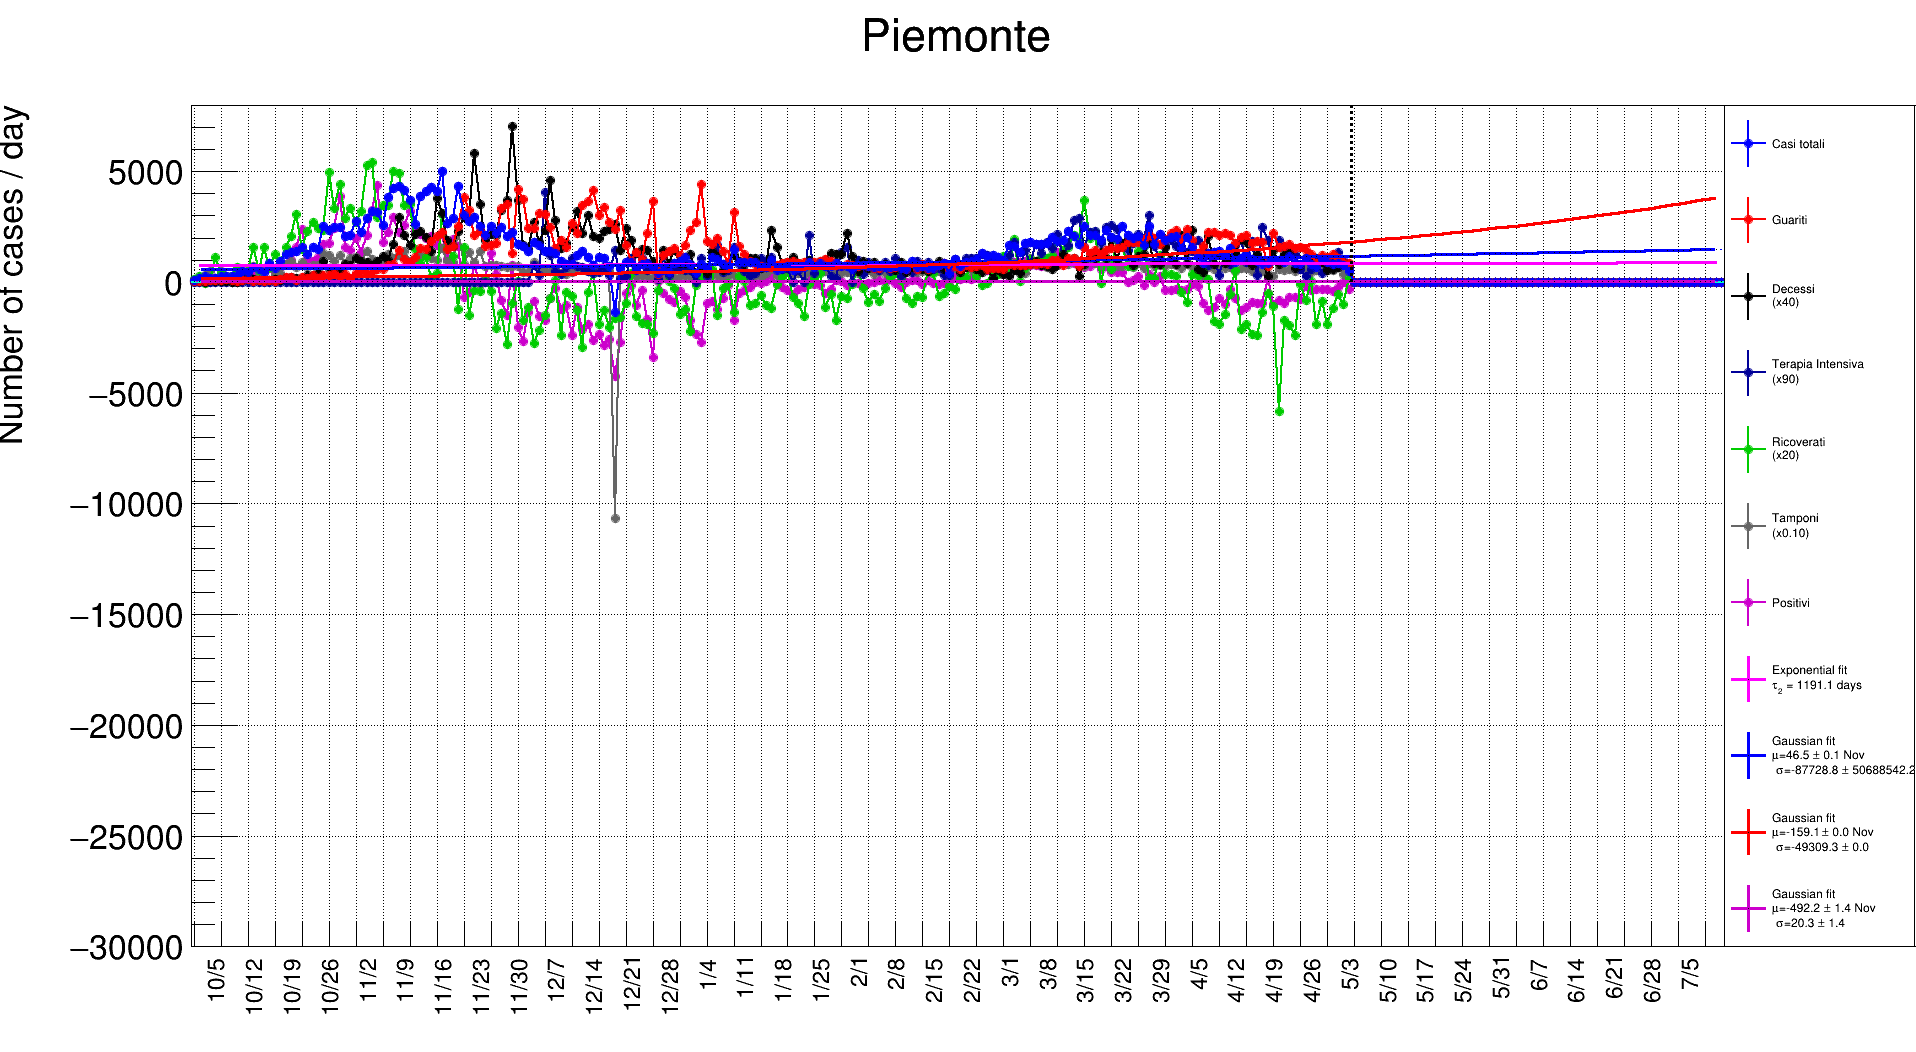 Piemonte
Number of cases / day
5000
0
−5000
−10000
−15000
−20000
−25000
−30000
10/5
10/12
10/19
10/26
11/2
11/9
11/16
11/23
11/30
12/7
12/14
12/21
12/28
1/4
1/11
1/18
1/25
2/1
2/8
2/15
2/22
3/1
3/8
3/15
3/22
3/29
4/5
4/12
4/19
4/26
5/3
5/10
5/17
5/24
5/31
6/7
6/14
6/21
6/28
7/5
Casi totali
Guariti
Decessi
(x40)
Terapia Intensiva
(x90)
Ricoverati
(x20)
Tamponi
(x0.10)
Positivi
Exponential fit
τ2 = 1191.1 days
Gaussian fit
μ=46.5 ± 0.1 Nov
σ=-87728.8 ± 50688542.2
Gaussian fit
μ=-159.1 ± 0.0 Nov
σ=-49309.3 ± 0.0
Gaussian fit
μ=-492.2 ± 1.4 Nov
σ=20.3 ± 1.4